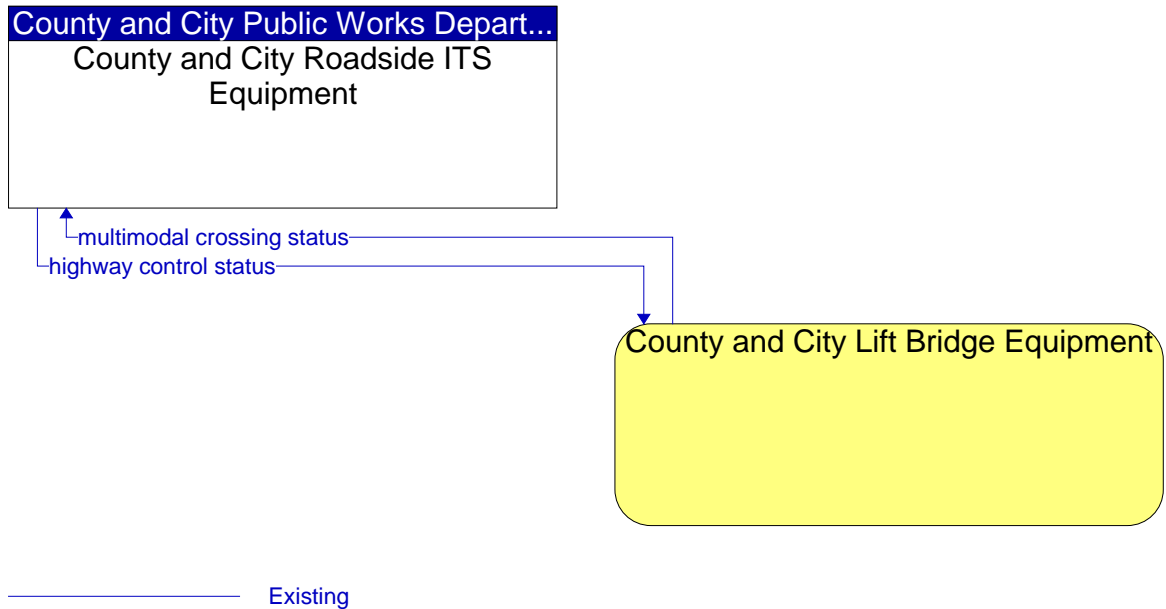 County and City Public Works Depart...
County and City Roadside ITS
Equipment
multimodal crossing status
highway control status
County and City Lift Bridge Equipment
Existing